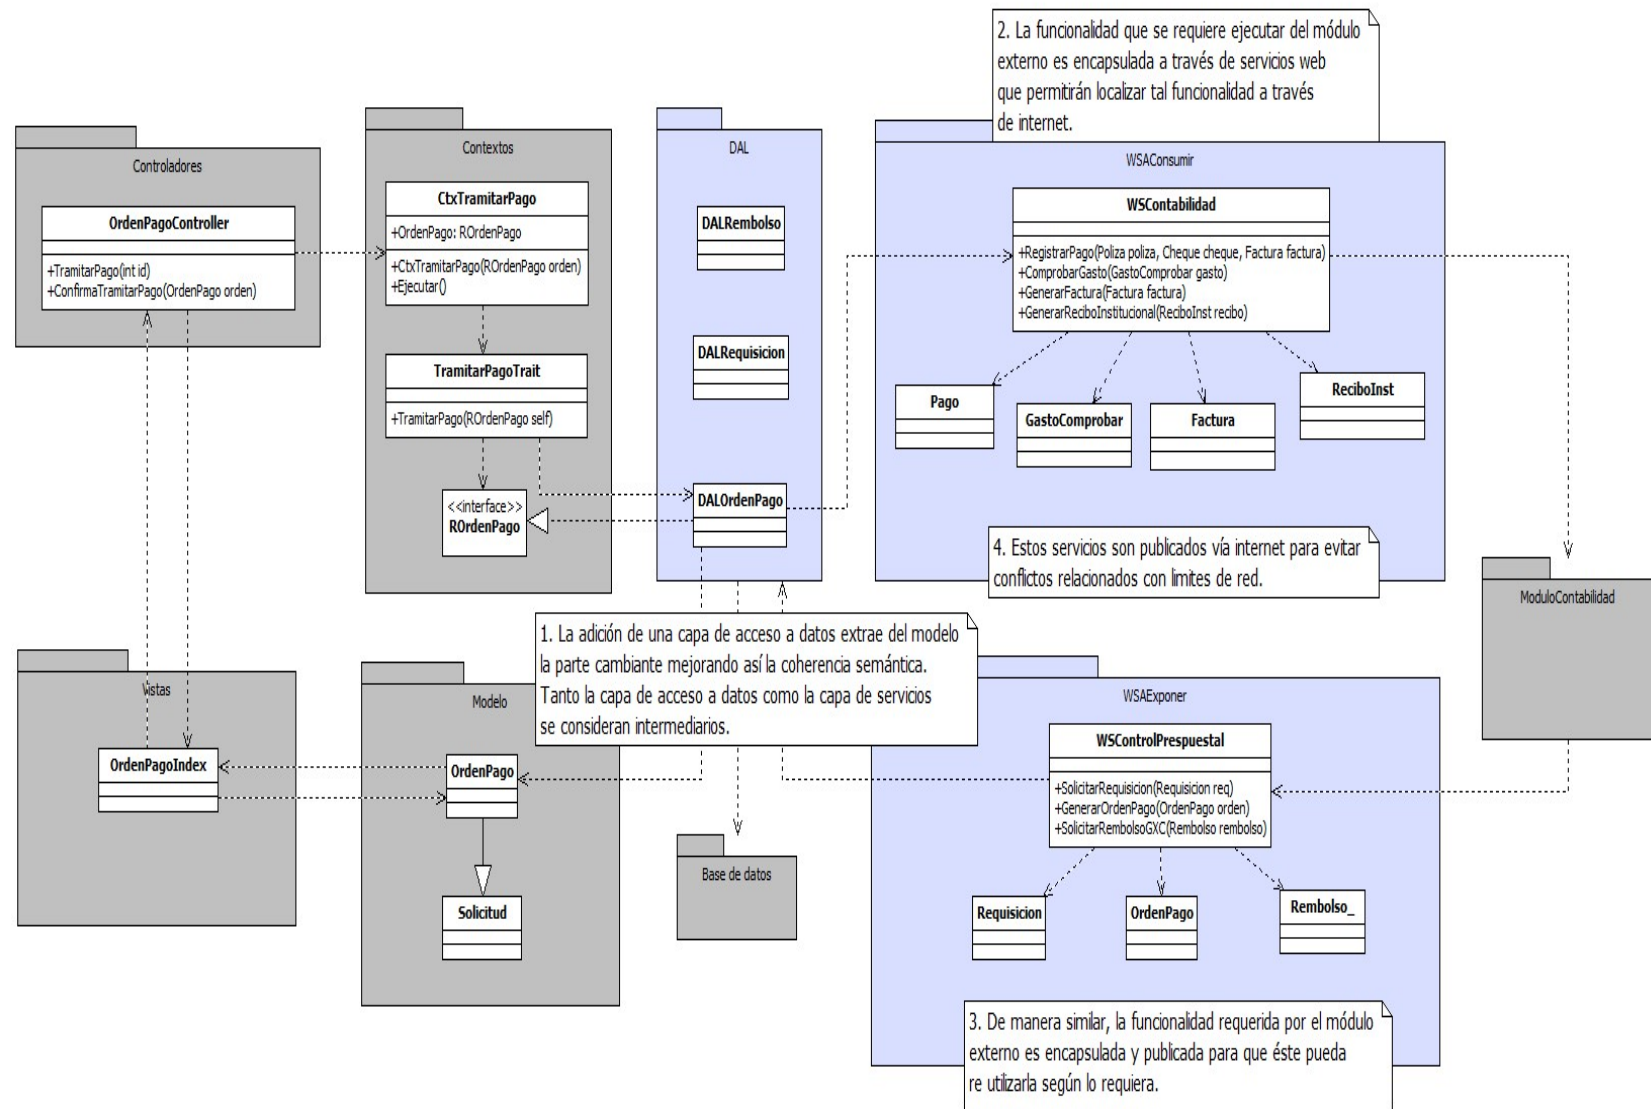 2. La funcionalidad que se requiere ejecutar del módulo
externo es encapsulada a través de servicios web
que permitirán localizar tal funcionalidad a través
de internet.
Controladores
OrdenPagoController
+TramitarPago(int id)
+ConfirmaTramitarPago(OrdenPago orden)
Contextos
CtxTramitarPago
+OrdenPago: ROrdenPago
+CtxTramitarPago(ROrdenPago orden)
+Ejecutar()
TramitarPagoTrait
+TramitarPago(ROrdenPago self)
<<interface>>
ROrdenPago
DAL
DALRembolso
DALRequisicion
DALOrdenPago
WSAConsumir
WSContabilidad
+RegistrarPago(Poliza poliza, Cheque cheque, Factura factura)
+ComprobarGasto(GastoComprobar gasto)
+GenerarFactura(Factura factura)
+GenerarReciboInstitucional(ReciboInst recibo)
Pago
GastoComprobar
Factura
ReciboInst
4. Estos servicios son publicados vía internet para evitar
conflictos relacionados con limites de red.
ModuloContabilidad
1. La adición de una capa de acceso a datos extrae del modelo
la parte cambiante mejorando así la coherencia semántica.
Tanto la capa de acceso a datos como la capa de servicios
se consideran intermediarios.
Vistas
OrdenPagoIndex
Modelo
OrdenPago
Solicitud
Base de datos
WSAExponer
WSControlPrespuestal
+SolicitarRequisicion(Requisicion req)
+GenerarOrdenPago(OrdenPago orden)
+SolicitarRembolsoGXC(Rembolso rembolso)
Requisicion
OrdenPago
Rembolso_
3. De manera similar, la funcionalidad requerida por el módulo
externo es encapsulada y publicada para que éste pueda
re utilizarla según lo requiera.